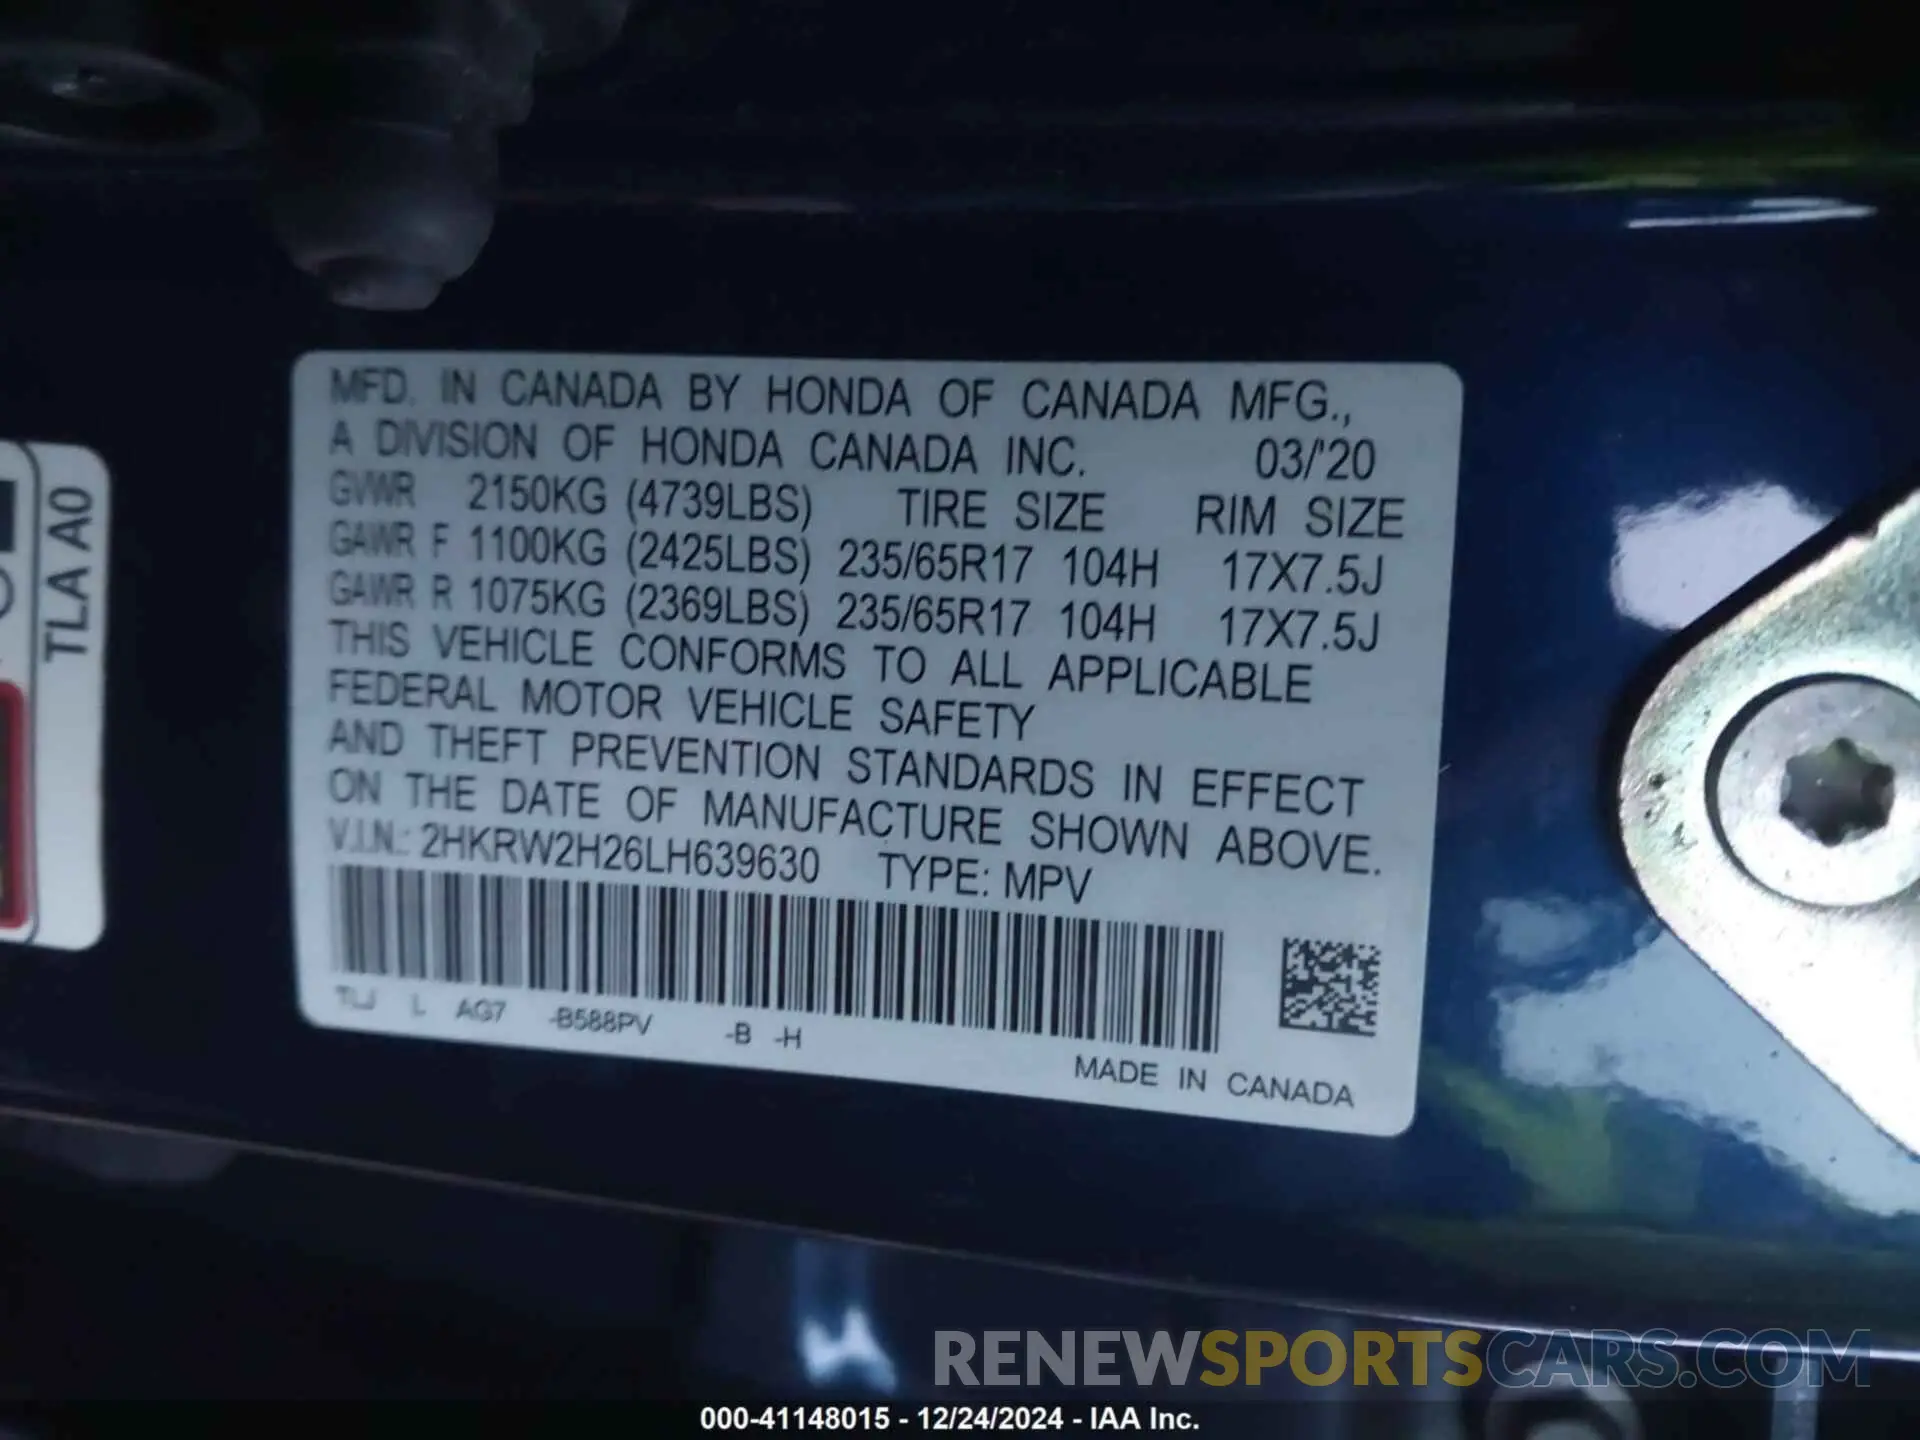 MFD. IN CANADA BY HONDA OF CANADA MFG.,
A DIVISION OF HONDA CANADA INC. 03/'20
GVWR 2150KG (4739LBS) TIRE SIZE RIM SIZE
GAWR F 1100KG (2425LBS) 235/65R17 104H 17X7.5J
GAWR R 1075KG (2369LBS) 235/65R17 104H 17X7.5J
THIS VEHICLE CONFORMS TO ALL APPLICABLE
FEDERAL MOTOR VEHICLE SAFETY
AND THEFT PREVENTION STANDARDS IN EFFECT
ON THE DATE OF MANUFACTURE SHOWN ABOVE.
V.I.N.: 2HKRW2H26LH639630 TYPE: MPV
TLJ L AG7 -B588PV -B -H
MADE IN CANADA
TLA A0
RENEWSPORTSCARS.COM
000-41148015 - 12/24/2024 - IAA Inc.